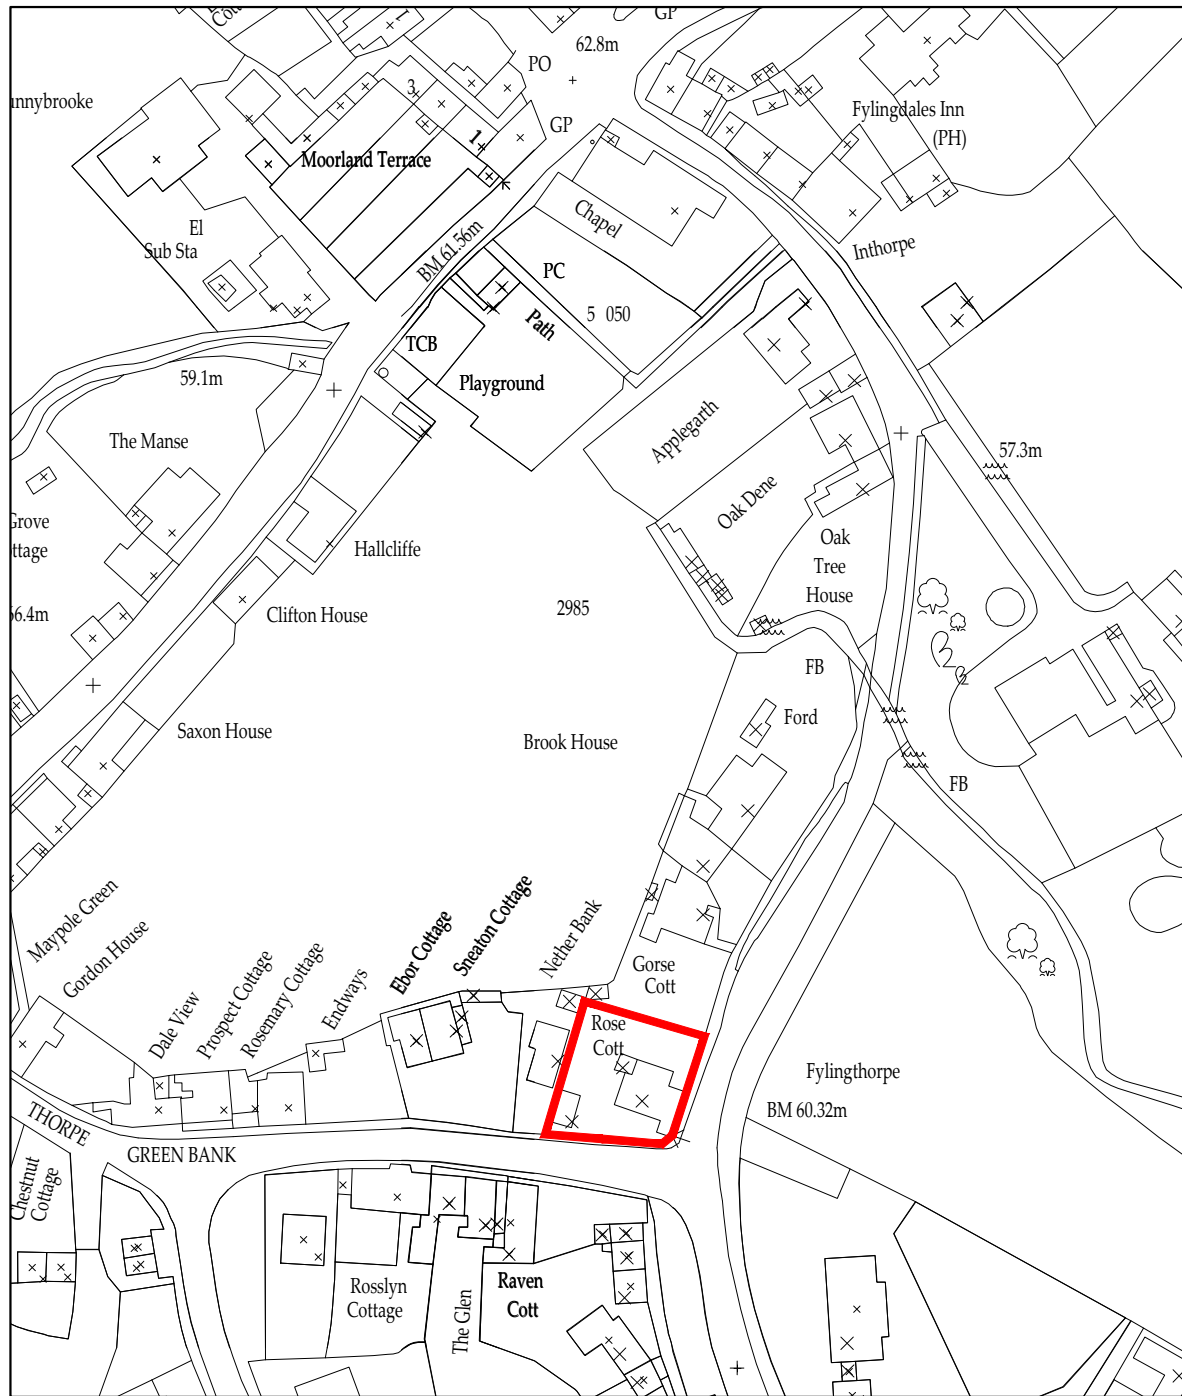 GP
62.8m
PO
unnybrooke
3
GP
1
Fylingdales Inn
(PH)
Moorland Terrace
Chapel
El
Sub Sta
BM 61.56m
Inthorpe
PC
5 050
Path
TCB
Playground
59.1m
The Manse
Applegarth
57.3m
Oak Dene
Grove
ttage
Hallcliffe
Oak
Tree
House
Clifton House
2985
56.4m
FB
Ford
Saxon House
Brook House
FB
Maypole Green
Gordon House
Dale View
Prospect Cottage
Rosemary Cottage
Endways
Ebor Cottage
Sneaton Cottage
Nether Bank
Gorse
Cott
Rose
Cott
Fylingthorpe
BM 60.32m
THORPE
GREEN BANK
Chestnut
Cottage
Rosslyn
Cottage
The Glen
Raven
Cott